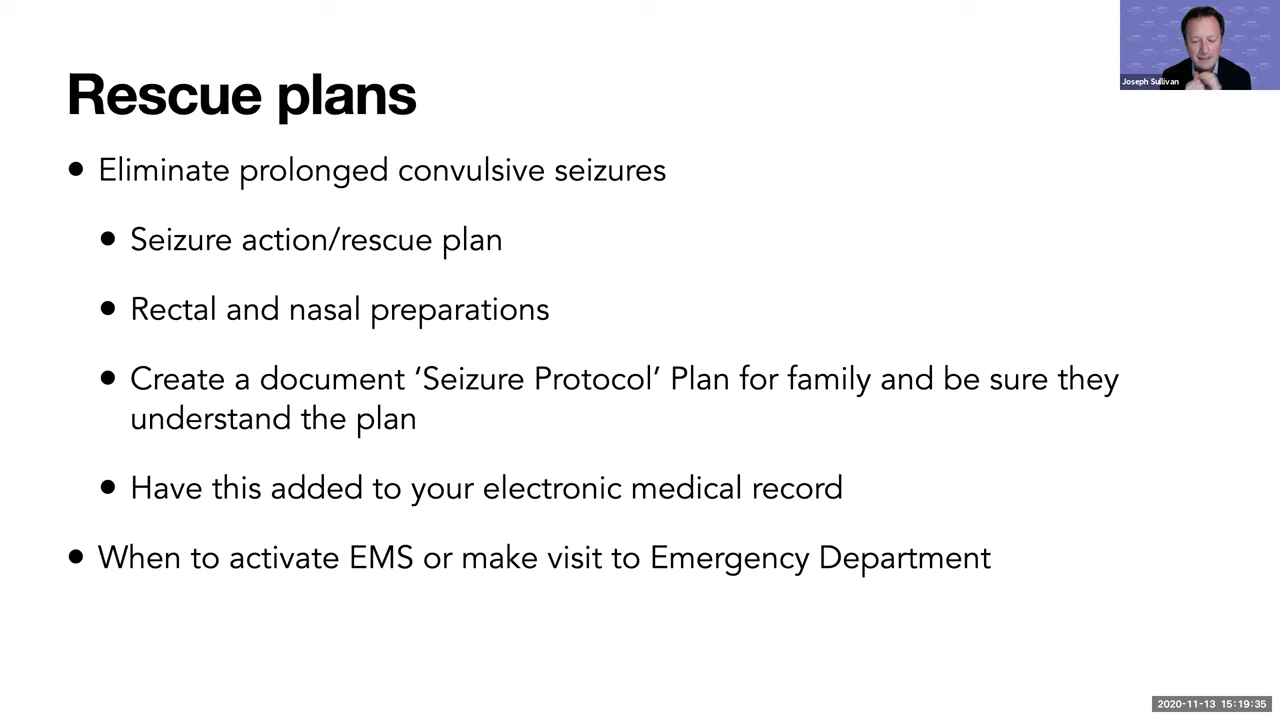 Joseph Sullivan
Rescue plans
• Eliminate prolonged convulsive seizures
• Seizure action/rescue plan
• Rectal and nasal preparations
• Create a document ‘Seizure Protocol’ Plan for family and be sure they
understand the plan
• Have this added to your electronic medical record
• When to activate EMS or make visit to Emergency Department
2020-11-13 15:19:35